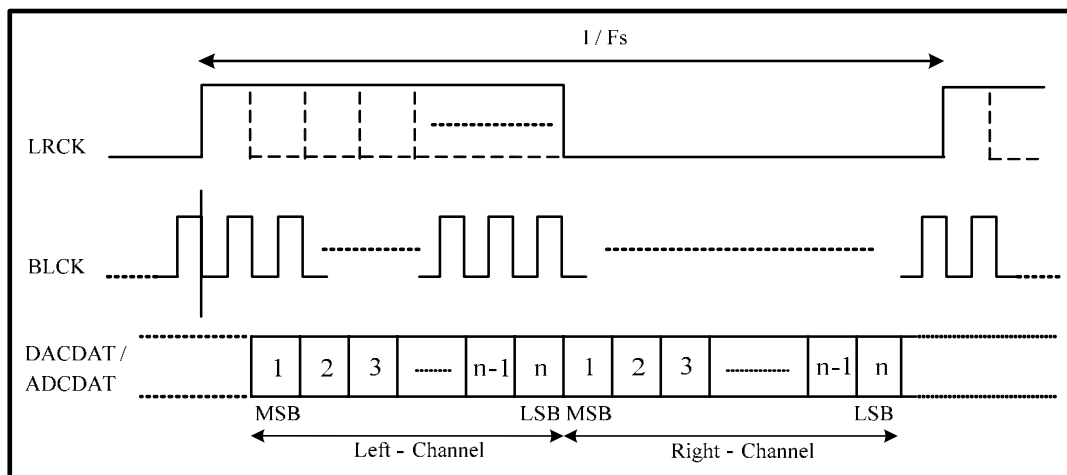 1 / Fs
LRCK
BLCK
DACDAT /
ADCDAT
1 2 3 n-1 n 1 2 3 n-1 n
MSB LSB MSB LSB
Left - Channel Right - Channel